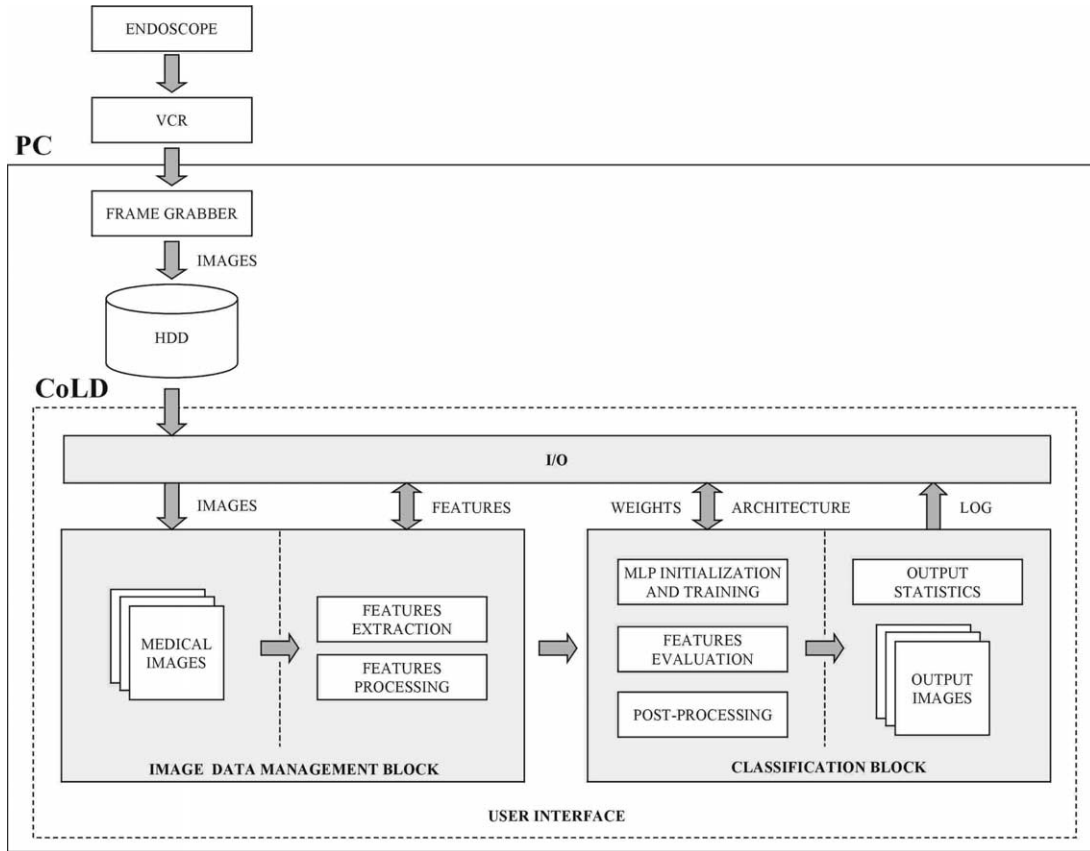 ENDOSCOPE
VCR
PC
FRAME GRABBER
IMAGES
HDD
CoLD
I/O
IMAGES
FEATURES
WEIGHTS
ARCHITECTURE
LOG
MEDICAL
IMAGES
FEATURES
EXTRACTION
FEATURES
PROCESSING
IMAGE DATA MANAGEMENT BLOCK
MLP INITIALIZATION
AND TRAINING
FEATURES
EVALUATION
POST-PROCESSING
OUTPUT
STATISTICS
OUTPUT
IMAGES
CLASSIFICATION BLOCK
USER INTERFACE